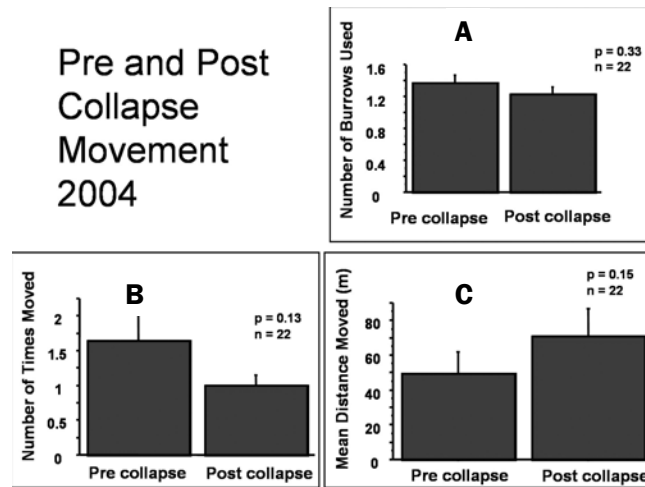 Pre and Post
Collapse
Movement
2004
A
p = 0.33
n = 22
Number of Burrows Used
1.6
1.2
0.8
0.4
0
Pre collapse
Post collapse
B
p = 0.13
n = 22
Number of Times Moved
2
1.5
1
0.5
0
Pre collapse
Post collapse
C
p = 0.15
n = 22
Mean Distance Moved (m)
80
60
40
20
0
Pre collapse
Post collapse